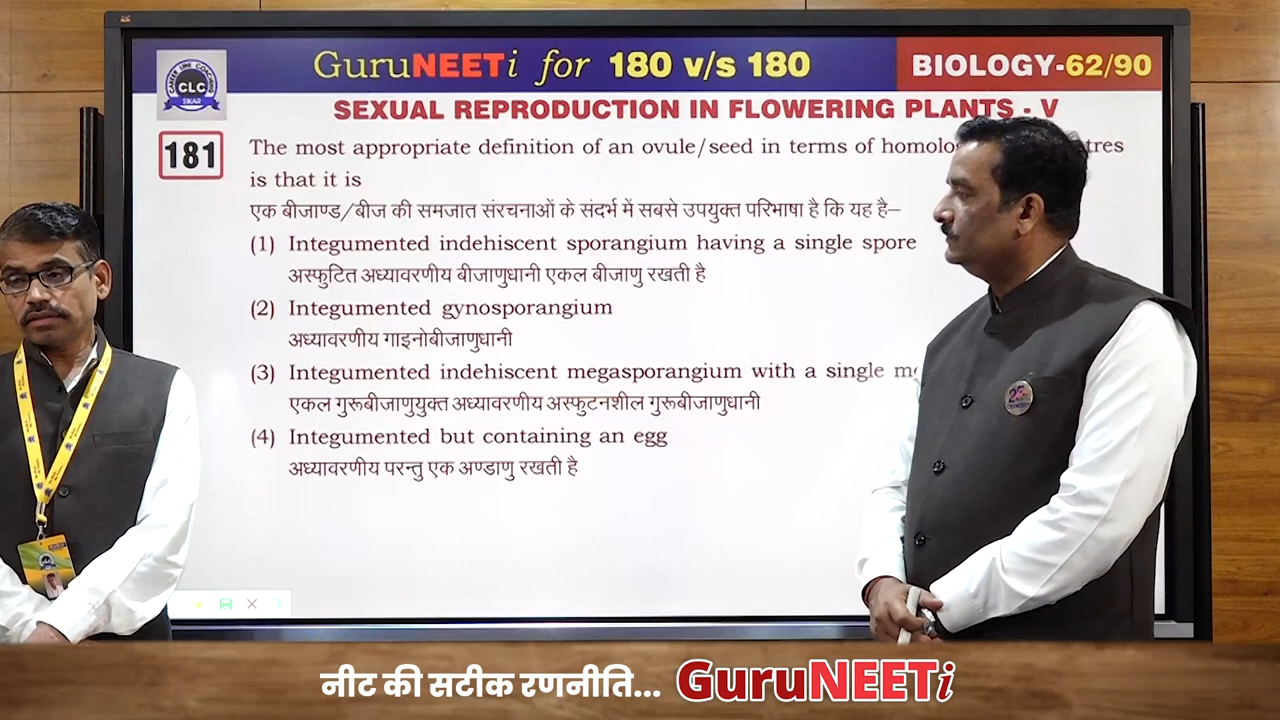 GuruNEETi for 180 v/s 180
BIOLOGY-62/90
CAREER LINE COACHING
CLC
SIKAR
SEXUAL REPRODUCTION IN FLOWERING PLANTS - V
181
The most appropriate definition of an ovule/seed in terms of
is that it is
एक बीजाण्ड/बीज की समजात संरचनाओं के संदर्भ में सबसे उपयुक्त परिभाषा है कि यह है–
(1) Integumented indehiscent sporangium having a single spore
अस्फुटित अध्यावरणीय बीजाणुधानी एकल बीजाणु रखती है
(2) Integumented gynosporangium
अध्यावरणीय गाइनोबीजाणुधानी
(3) Integumented indehiscent megasporangium with a single
एकल गुरूबीजाणुयुक्त अध्यावरणीय अस्फुटनशील गुरूबीजाणुधानी
(4) Integumented but containing an egg
अध्यावरणीय परन्तु एक अण्डाणु रखती है
नीट की सटीक रणनीति... GuruNEETi